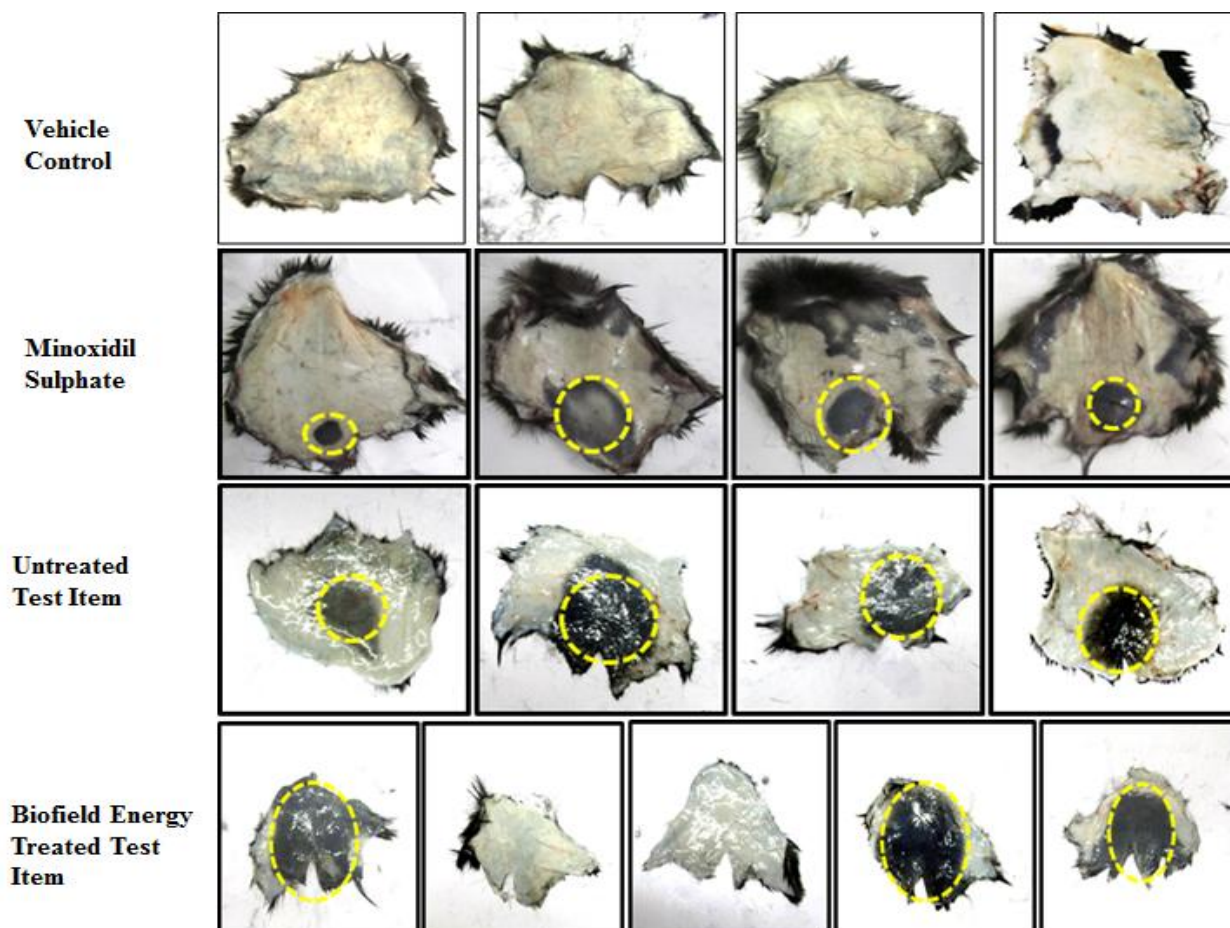 Vehicle
Control
Minoxidil
Sulphate
Untreated
Test Item
Biofield Energy
Treated Test
Item